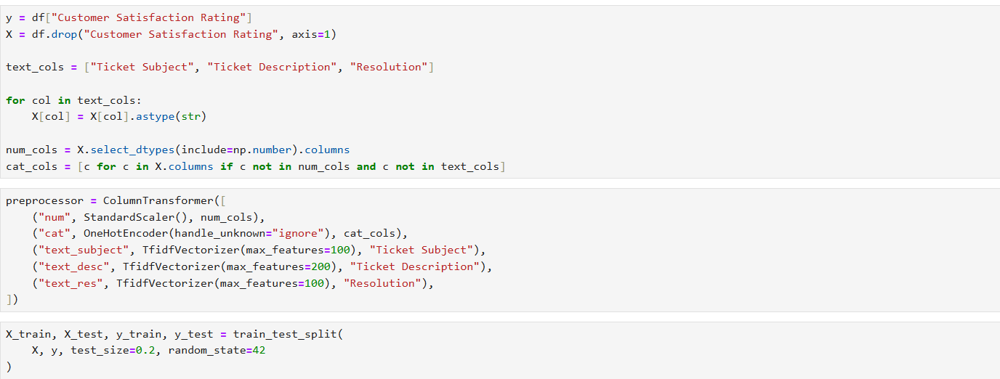 y = df["Customer Satisfaction Rating"]
X = df.drop("Customer Satisfaction Rating", axis=1)
text_cols = ["Ticket Subject", "Ticket Description", "Resolution"]
for col in text_cols:
    X[col] = X[col].astype(str)
num_cols = X.select_dtypes(include=np.number).columns
cat_cols = [c for c in X.columns if c not in num_cols and c not in text_cols]
preprocessor = ColumnTransformer([
    ("num", StandardScaler(), num_cols),
    ("cat", OneHotEncoder(handle_unknown="ignore"), cat_cols),
    ("text_subject", TfidfVectorizer(max_features=100), "Ticket Subject"),
    ("text_desc", TfidfVectorizer(max_features=200), "Ticket Description"),
    ("text_res", TfidfVectorizer(max_features=100), "Resolution"),
])
X_train, X_test, y_train, y_test = train_test_split(
    X, y, test_size=0.2, random_state=42
)